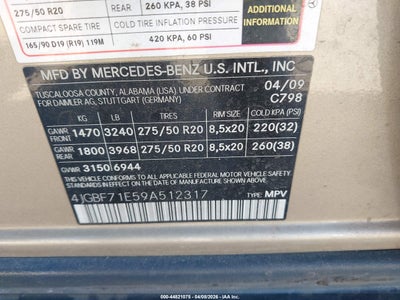 275/50 R20 REAR 260 KPA, 38 PSI
ADDITIONAL INFORMATION
COMPACT SPARE TIRE COLD TIRE INFLATION PRESSURE
165/90 D19 (R19) 119M 420 KPA, 60 PSI
MFD BY MERCEDES-BENZ U.S. INTL., INC
TUSCALOOSA COUNTY, ALABAMA (USA) UNDER CONTRACT 04/09
FOR DAIMLER AG, STUTTGART (GERMANY) C798
KG LB TIRES RIM SIZE COLD KPA (PSI)
GAWR FRONT 1470 3240 275/50 R20 8,5x20 220(32)
GAWR REAR 1800 3968 275/50 R20 8,5x20 260(38)
GVWR 3150 6944
THIS VEHICLE CONFORMS TO ALL APPLICABLE U.S. FEDERAL MOTOR VEHICLE
SAFETY STANDARDS IN EFFECT ON THE DATE OF MANUFACTURE SHOWN ABOVE.
4JGBF71E59A512317 TYPE: MPV
000-44821075 - 04/08/2026 - IAA, Inc.